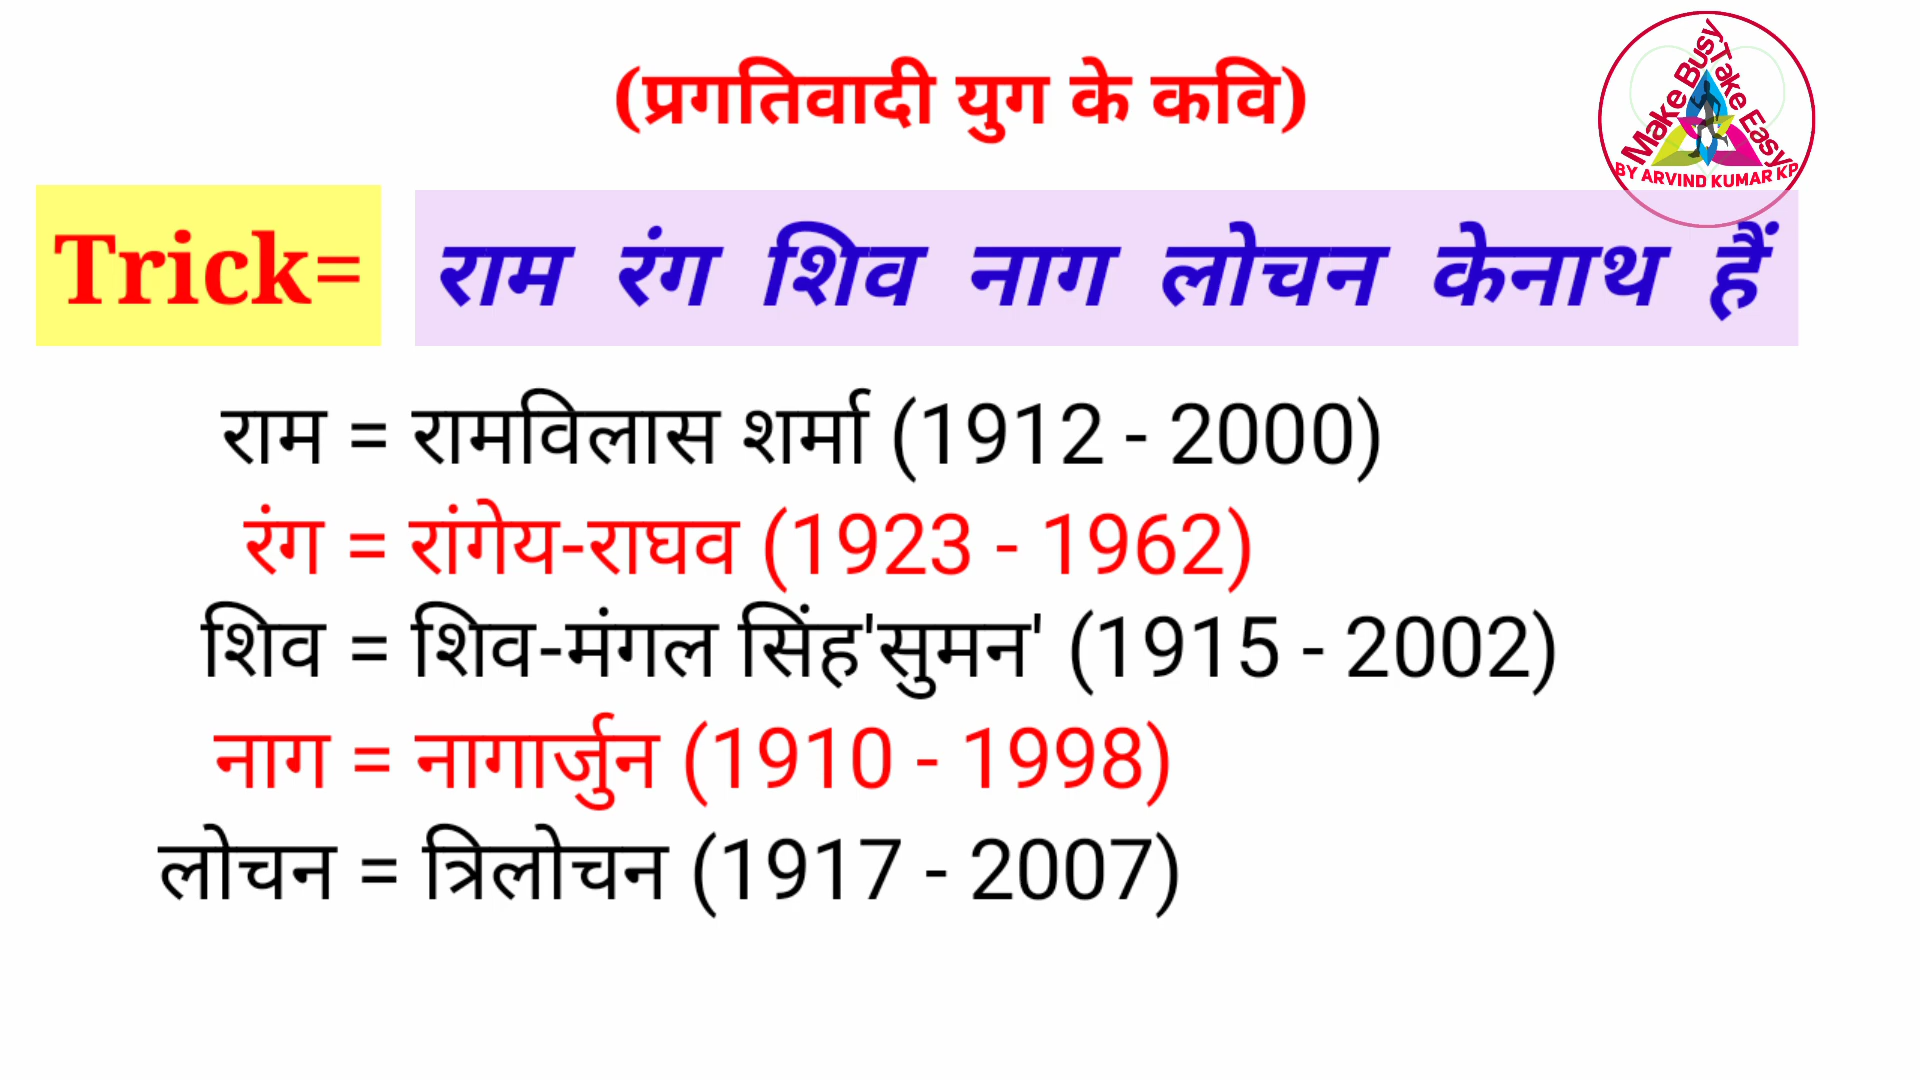 (प्रगतिवादी युग के कवि)
Make Busy Take Easy
BY ARVIND KUMAR KP
Trick= राम रंग शिव नाग लोचन केनाथ हैं
राम = रामविलास शर्मा (1912 - 2000)
रंग = रांगेय-राघव (1923 - 1962)
शिव = शिव-मंगल सिंह'सुमन' (1915 - 2002)
नाग = नागार्जुन (1910 - 1998)
लोचन = त्रिलोचन (1917 - 2007)